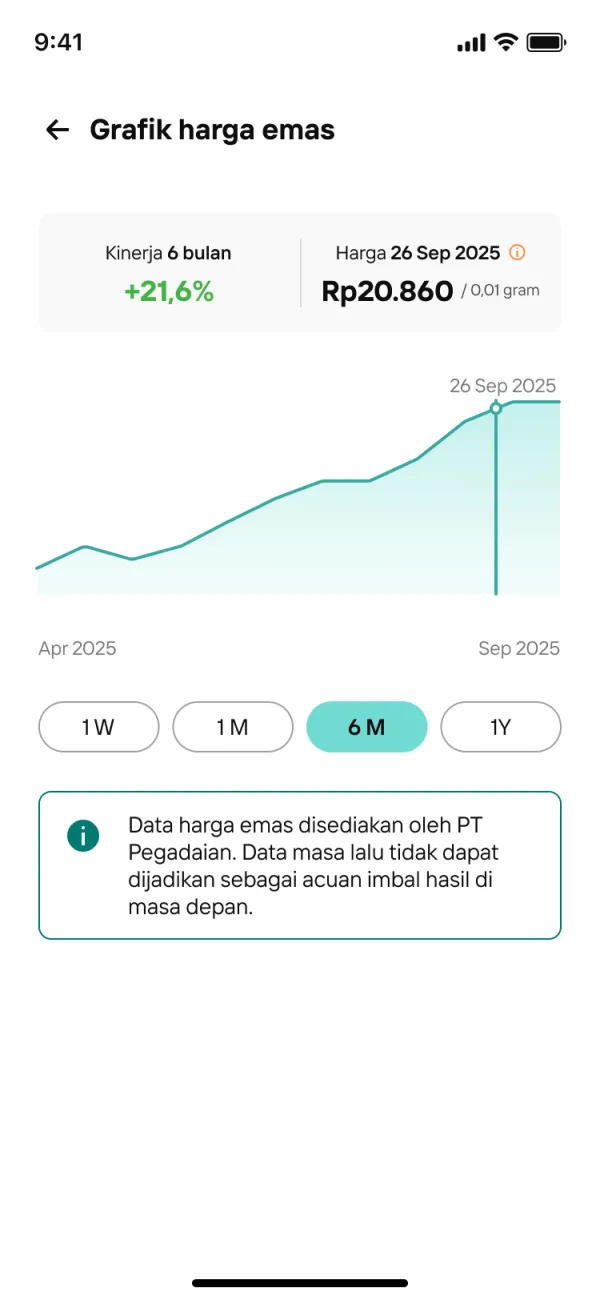 9:41
Grafik harga emas
Kinerja 6 bulan
+21,6%
Harga 26 Sep 2025
Rp20.860 / 0,01 gram
26 Sep 2025
Apr 2025
Sep 2025
1 W
1 M
6 M
1Y
Data harga emas disediakan oleh PT
Pegadaian. Data masa lalu tidak dapat
dijadikan sebagai acuan imbal hasil di
masa depan.